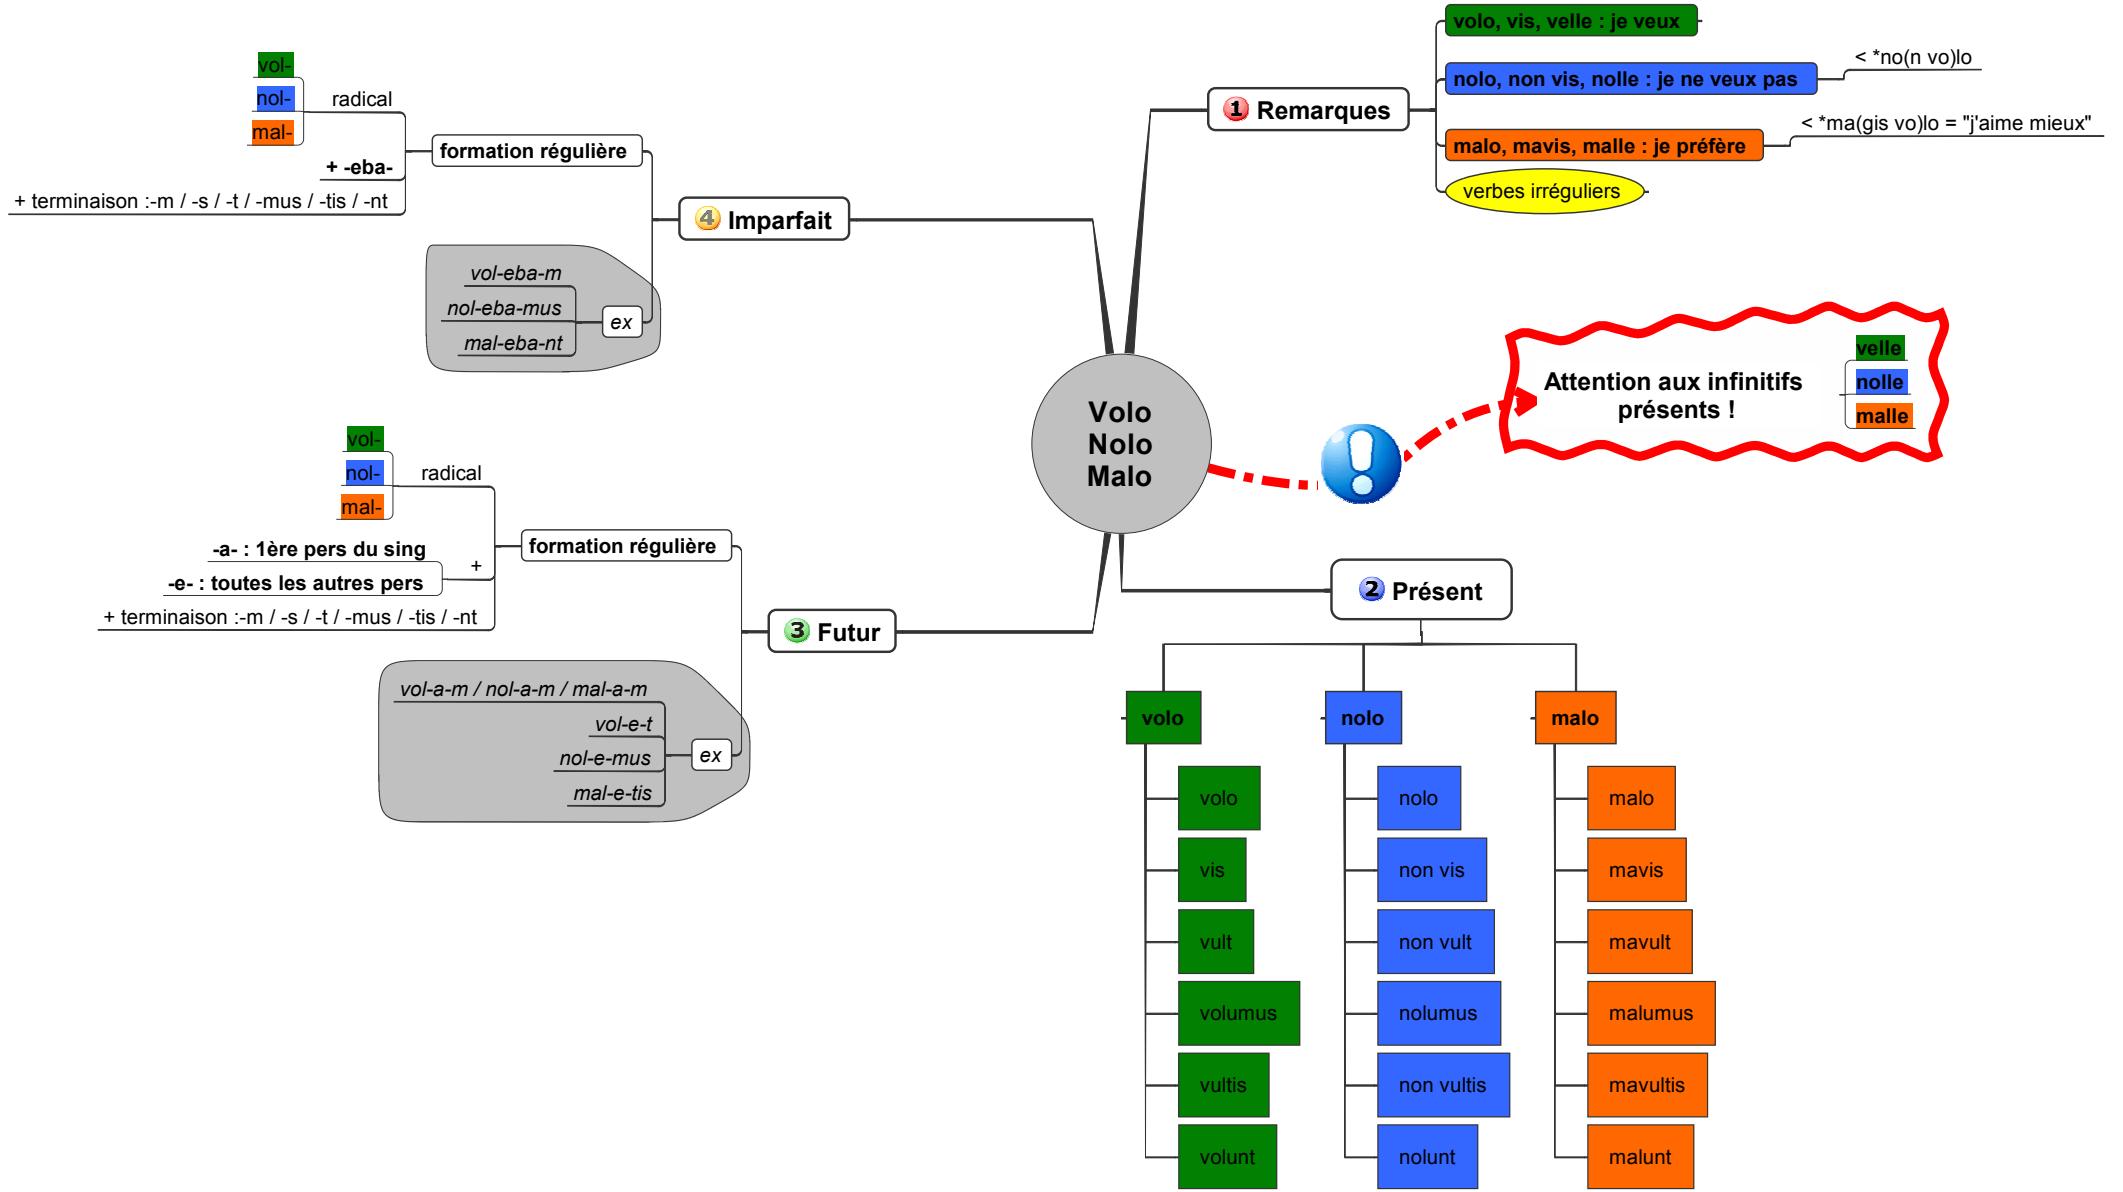 Volo
Nolo
Malo
1 Remarques
volo, vis, velle : je veux
nolo, non vis, nolle : je ne veux pas
< *no(n vo)lo
malo, mavis, malle : je préfère
< *ma(gis vo)lo = "j'aime mieux"
verbes irréguliers
Attention aux infinitifs
présents !
velle
nolle
malle
2 Présent
volo
volo
vis
vult
volumus
vultis
volunt
nolo
nolo
non vis
non vult
nolumus
non vultis
nolunt
malo
malo
mavis
mavult
malumus
mavultis
malunt
3 Futur
formation régulière
radical
vol-
nol-
mal-
+
-a- : 1ère pers du sing
-e- : toutes les autres pers
+ terminaison :-m / -s / -t / -mus / -tis / -nt
ex
vol-a-m / nol-a-m / mal-a-m
vol-e-t
nol-e-mus
mal-e-tis
4 Imparfait
formation régulière
radical
vol-
nol-
mal-
+ -eba-
+ terminaison :-m / -s / -t / -mus / -tis / -nt
ex
vol-eba-m
nol-eba-mus
mal-eba-nt